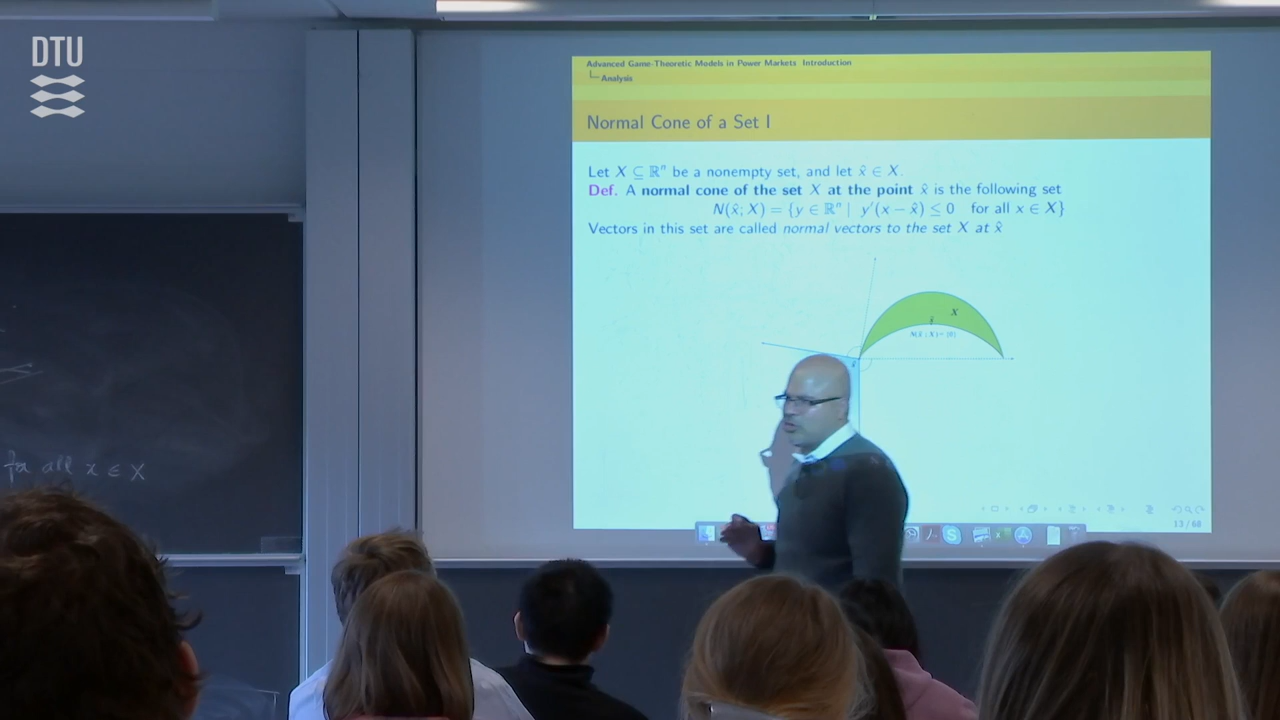 DTU
Advanced Game-Theoretic Models in Power Markets Introduction
Analysis
Normal Cone of a Set I
Let X ⊆ ℝⁿ be a nonempty set, and let x̂ ∈ X.
Def. A normal cone of the set X at the point x̂ is the following set
N(x̂; X) = {y ∈ ℝⁿ | y′(x − x̂) ≤ 0 for all x ∈ X}
Vectors in this set are called normal vectors to the set X at x̂
X
x̂
N(x̂ ; X) = {0}
for all x ∈ X
13 / 68